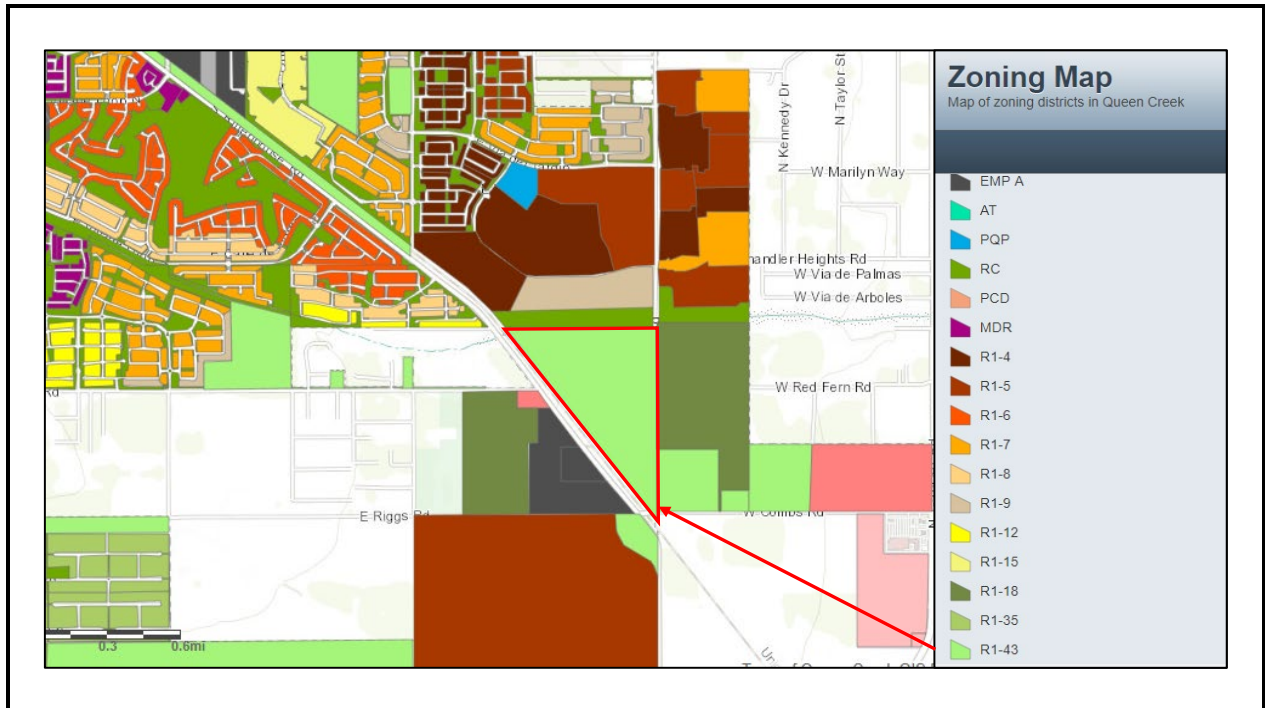 Zoning Map
Map of zoning districts in Queen Creek
EMP A
AT
PQP
RC
PCD
MDR
R1-4
R1-5
R1-6
R1-7
R1-8
R1-9
R1-12
R1-15
R1-18
R1-35
R1-43
N Kennedy Dr
N Taylor St
W Marilyn Way
handler Heights Rd
W Via de Palmas
W Via de Arboles
W Red Fern Rd
Rd
E Riggs Rd
W Combs Rd
0.3
0.6mi